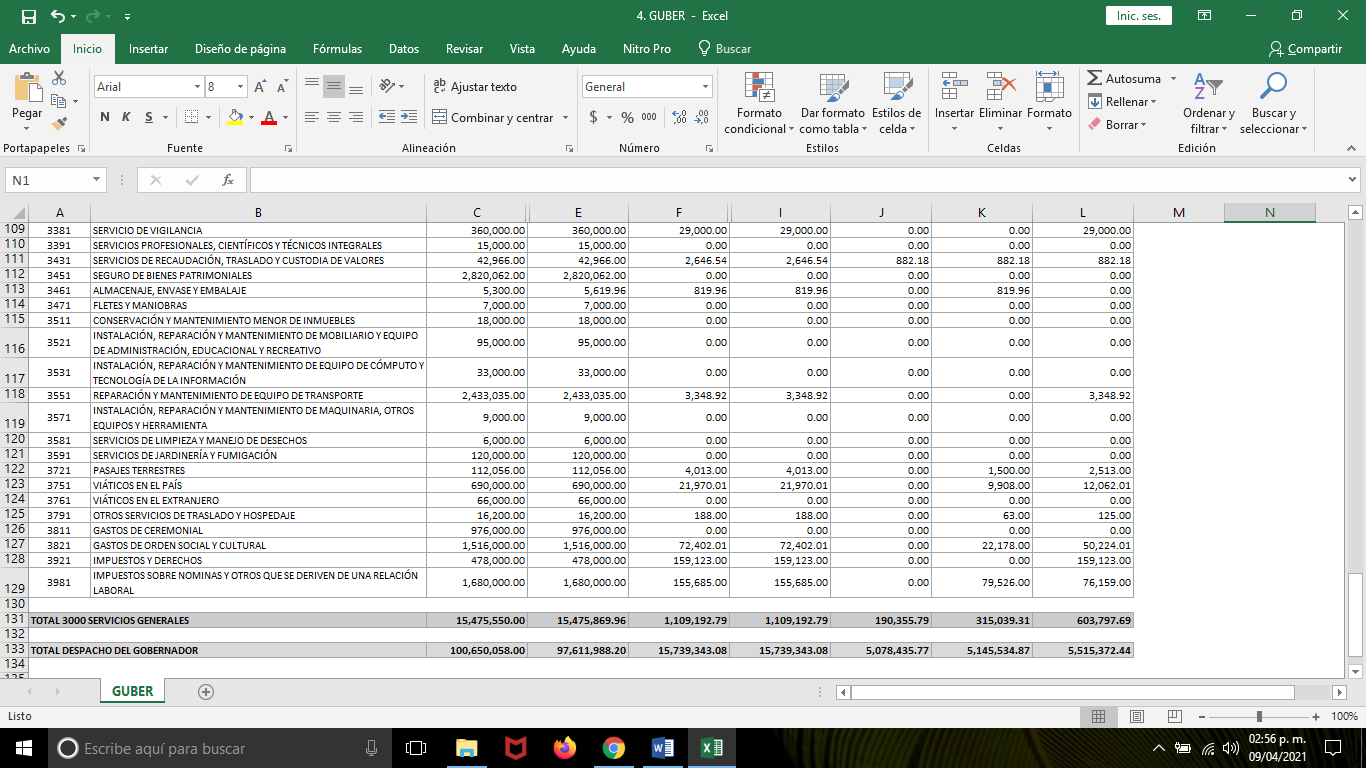 4. GUBER - Excel
Inic. ses.
Archivo Inicio Insertar Diseño de página Fórmulas Datos Revisar Vista Ayuda Nitro Pro Buscar Compartir
Pegar
Portapapeles
Arial 8
N K S
Fuente
Ajustar texto
Combinar y centrar
Alineación
General
$ % 000
Número
Formato condicional
Dar formato como tabla
Estilos de celda
Estilos
Insertar Eliminar Formato
Celdas
Autosuma
Rellenar
Borrar
Ordenar y filtrar
Buscar y seleccionar
Edición
N1 fx
A B C E F I J K L M N
109 3381 SERVICIO DE VIGILANCIA 360,000.00 360,000.00 29,000.00 29,000.00 0.00 0.00 29,000.00
110 3391 SERVICIOS PROFESIONALES, CIENTÍFICOS Y TÉCNICOS INTEGRALES 15,000.00 15,000.00 0.00 0.00 0.00 0.00 0.00
111 3431 SERVICIOS DE RECAUDACIÓN, TRASLADO Y CUSTODIA DE VALORES 42,966.00 42,966.00 2,646.54 2,646.54 882.18 882.18 882.18
112 3451 SEGURO DE BIENES PATRIMONIALES 2,820,062.00 2,820,062.00 0.00 0.00 0.00 0.00 0.00
113 3461 ALMACENAJE, ENVASE Y EMBALAJE 5,300.00 5,619.96 819.96 819.96 0.00 819.96 0.00
114 3471 FLETES Y MANIOBRAS 7,000.00 7,000.00 0.00 0.00 0.00 0.00 0.00
115 3511 CONSERVACIÓN Y MANTENIMIENTO MENOR DE INMUEBLES 18,000.00 18,000.00 0.00 0.00 0.00 0.00 0.00
116 3521 INSTALACIÓN, REPARACIÓN Y MANTENIMIENTO DE MOBILIARIO Y EQUIPO
DE ADMINISTRACIÓN, EDUCACIONAL Y RECREATIVO 95,000.00 95,000.00 0.00 0.00 0.00 0.00 0.00
117 3531 INSTALACIÓN, REPARACIÓN Y MANTENIMIENTO DE EQUIPO DE CÓMPUTO Y
TECNOLOGÍA DE LA INFORMACIÓN 33,000.00 33,000.00 0.00 0.00 0.00 0.00 0.00
118 3551 REPARACIÓN Y MANTENIMIENTO DE EQUIPO DE TRANSPORTE 2,433,035.00 2,433,035.00 3,348.92 3,348.92 0.00 0.00 3,348.92
119 3571 INSTALACIÓN, REPARACIÓN Y MANTENIMIENTO DE MAQUINARIA, OTROS
EQUIPOS Y HERRAMIENTA 9,000.00 9,000.00 0.00 0.00 0.00 0.00 0.00
120 3581 SERVICIOS DE LIMPIEZA Y MANEJO DE DESECHOS 6,000.00 6,000.00 0.00 0.00 0.00 0.00 0.00
121 3591 SERVICIOS DE JARDINERÍA Y FUMIGACIÓN 120,000.00 120,000.00 0.00 0.00 0.00 0.00 0.00
122 3721 PASAJES TERRESTRES 112,056.00 112,056.00 4,013.00 4,013.00 0.00 1,500.00 2,513.00
123 3751 VIÁTICOS EN EL PAÍS 690,000.00 690,000.00 21,970.01 21,970.01 0.00 9,908.00 12,062.01
124 3761 VIÁTICOS EN EL EXTRANJERO 66,000.00 66,000.00 0.00 0.00 0.00 0.00 0.00
125 3791 OTROS SERVICIOS DE TRASLADO Y HOSPEDAJE 16,200.00 16,200.00 188.00 188.00 0.00 63.00 125.00
126 3811 GASTOS DE CEREMONIAL 976,000.00 976,000.00 0.00 0.00 0.00 0.00 0.00
127 3821 GASTOS DE ORDEN SOCIAL Y CULTURAL 1,516,000.00 1,516,000.00 72,402.01 72,402.01 0.00 22,178.00 50,224.01
128 3921 IMPUESTOS Y DERECHOS 478,000.00 478,000.00 159,123.00 159,123.00 0.00 0.00 159,123.00
129 3981 IMPUESTOS SOBRE NOMINAS Y OTROS QUE SE DERIVEN DE UNA RELACIÓN
LABORAL 1,680,000.00 1,680,000.00 155,685.00 155,685.00 0.00 79,526.00 76,159.00
130
131 TOTAL 3000 SERVICIOS GENERALES 15,475,550.00 15,475,869.96 1,109,192.79 1,109,192.79 190,355.79 315,039.31 603,797.69
132
133 TOTAL DESPACHO DEL GOBERNADOR 100,650,058.00 97,611,988.20 15,739,343.08 15,739,343.08 5,078,435.77 5,145,534.87 5,515,372.44
134
GUBER
Listo
100%
Escribe aquí para buscar
02:56 p. m.
09/04/2021